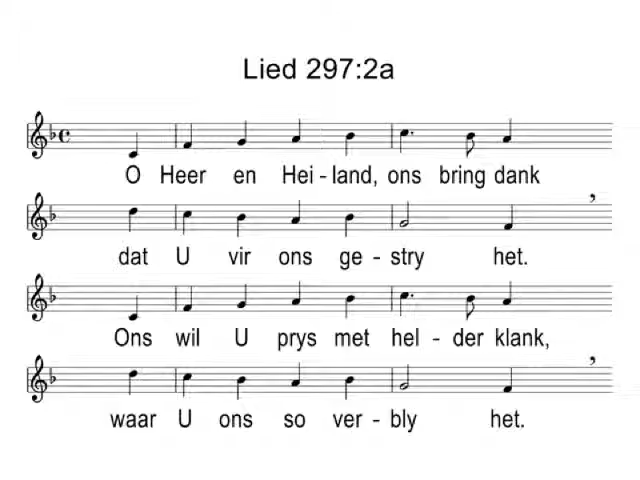 Lied 297:2a
O Heer en Hei - land, ons bring dank
dat U vir ons ge - stry het.
Ons wil U prys met hel - der klank,
waar U ons so ver - bly het.